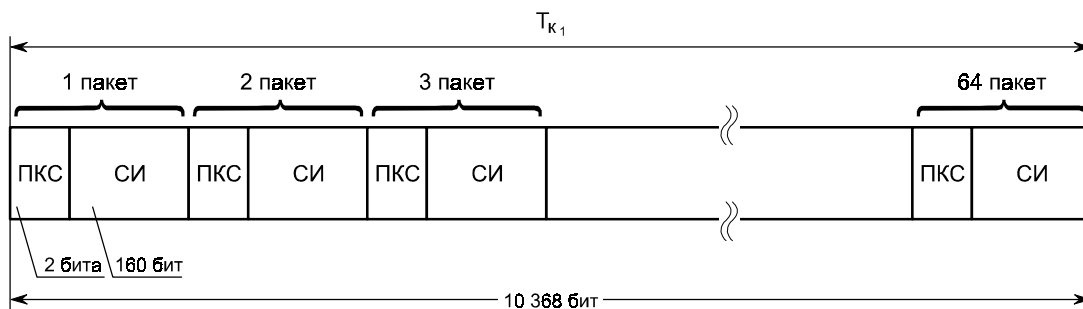 Tк1
1 пакет 2 пакет 3 пакет 64 пакет
ПКС СИ ПКС СИ ПКС СИ ПКС СИ
2 бита 160 бит
10 368 бит